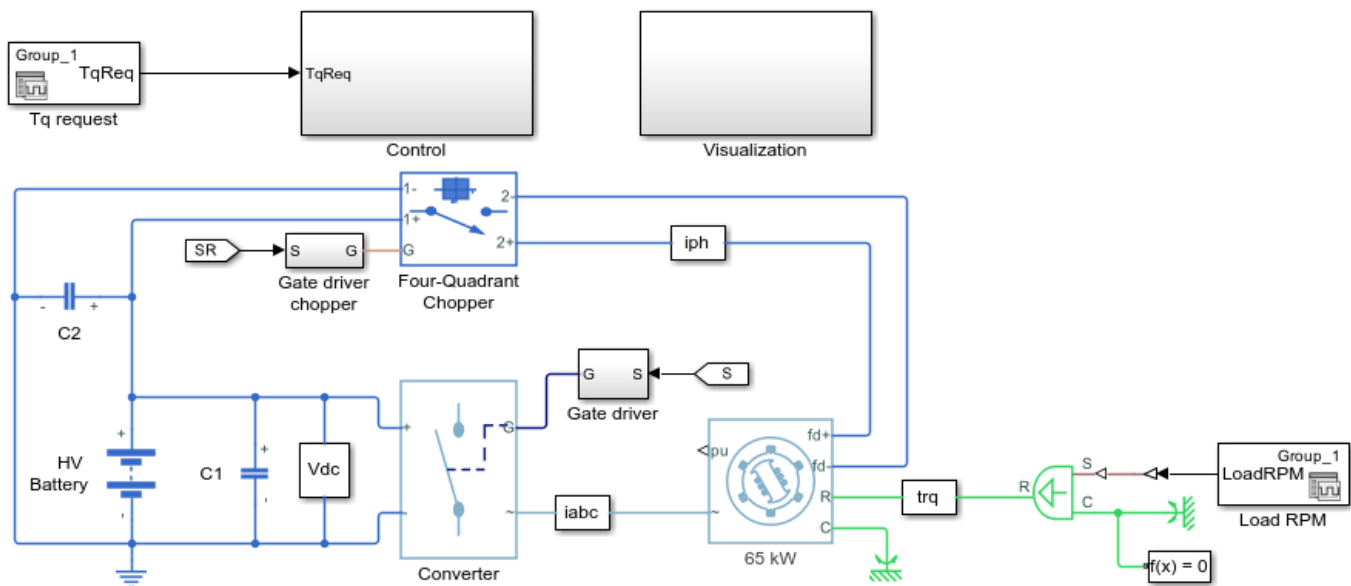 Group_1
TqReq
Tq request
TqReq
Control
Visualization
1-
1+
G
2-
2+
Four-Quadrant
Chopper
SR
S
G
Gate driver
chopper
iph
-
+
C2
G
S
Gate driver
S
+
HV
Battery
-
+
C1
-
Vdc
+
-
G
~
Converter
iabc
pu
fd+
fd-
R
C
~
65 kW
trq
R
S
C
Group_1
LoadRPM
Load RPM
f(x) = 0